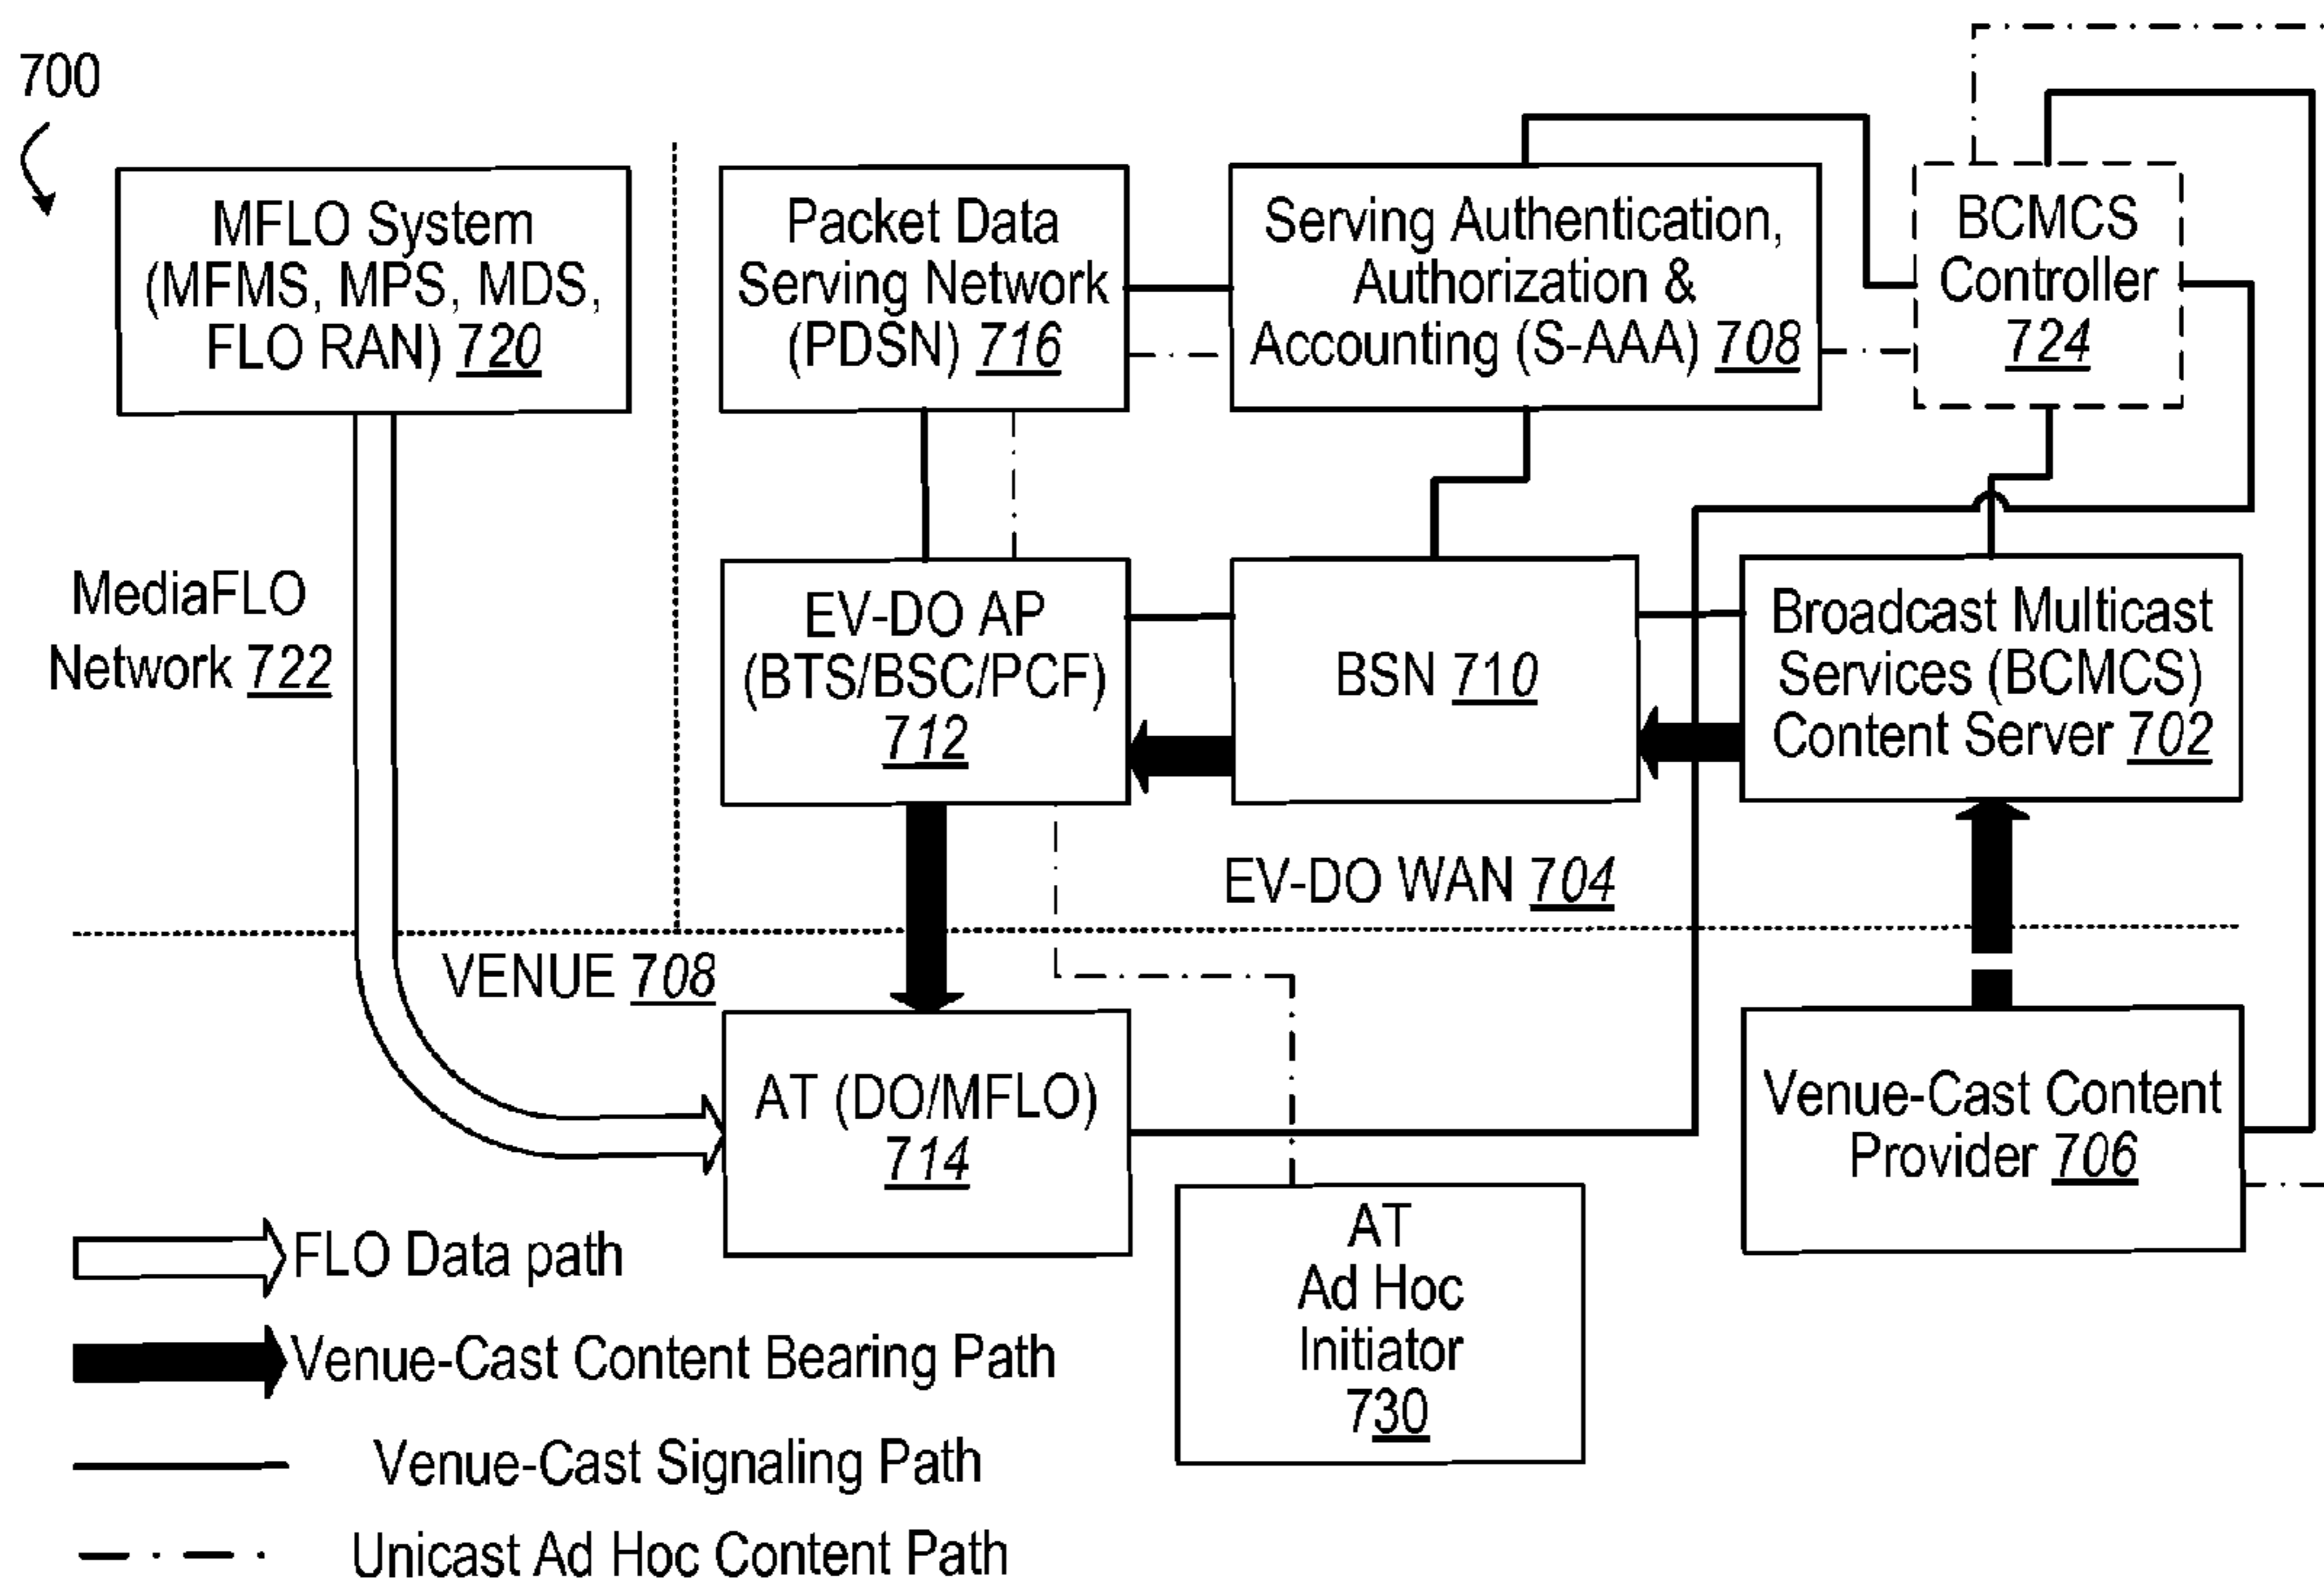 700
MFLO System
(MFMS, MPS, MDS,
FLO RAN) 720
Packet Data
Serving Network
(PDSN) 716
Serving Authentication,
Authorization &
Accounting (S-AAA) 708
BCMCS
Controller
724
MediaFLO
Network 722
EV-DO AP
(BTS/BSC/PCF)
712
BSN 710
Broadcast Multicast
Services (BCMCS)
Content Server 702
EV-DO WAN 704
VENUE 708
AT (DO/MFLO)
714
Venue-Cast Content
Provider 706
AT
Ad Hoc
Initiator
730
FLO Data path
Venue-Cast Content Bearing Path
Venue-Cast Signaling Path
Unicast Ad Hoc Content Path